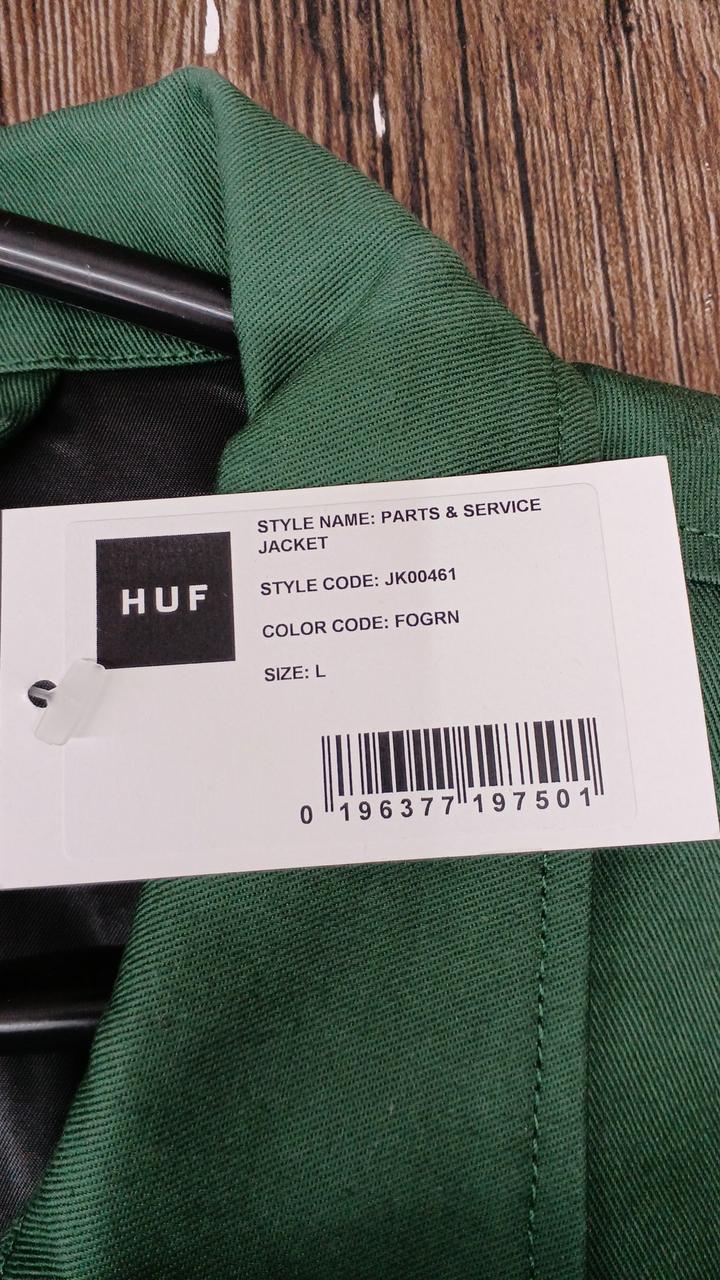 HUF
STYLE NAME: PARTS & SERVICE
JACKET
STYLE CODE: JK00461
COLOR CODE: FOGRN
SIZE: L
0 196377 197501